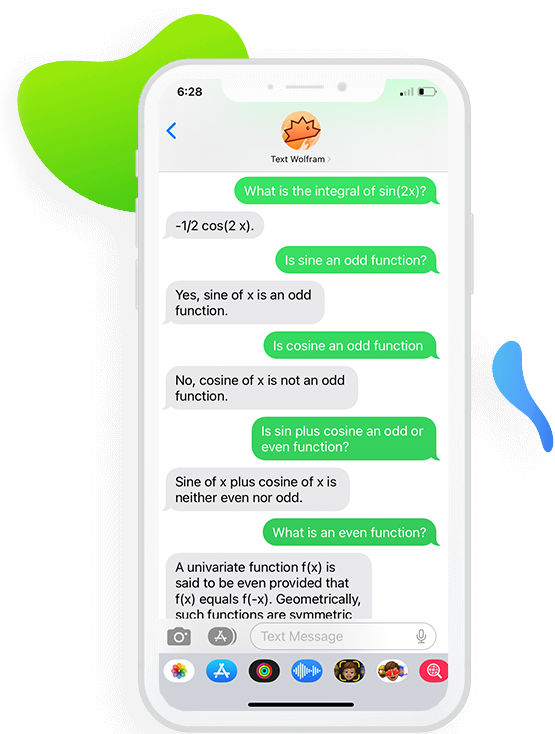 6:28
Text Wolfram
What is the integral of sin(2x)?
-1/2 cos(2 x).
Is sine an odd function?
Yes, sine of x is an odd
function.
Is cosine an odd function
No, cosine of x is not an odd
function.
Is sin plus cosine an odd or
even function?
Sine of x plus cosine of x is
neither even nor odd.
What is an even function?
A univariate function f(x) is
said to be even provided that
f(x) equals f(-x). Geometrically,
such functions are symmetric
Text Message